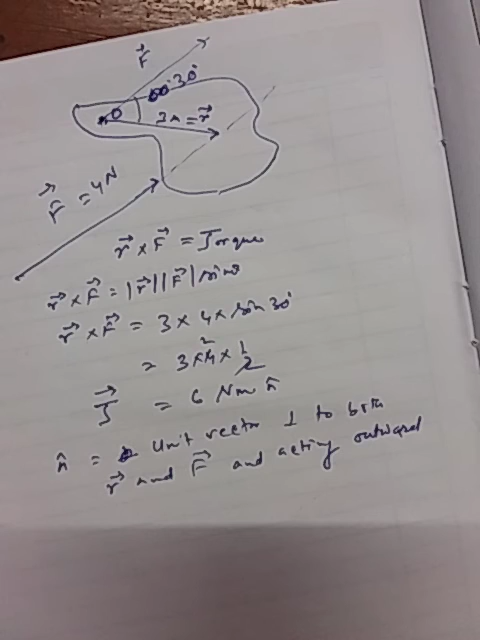 F⃗
30°
O
3m = r⃗
F⃗ = 4N
r⃗ × F⃗ = Torque
r⃗ × F⃗ = |r⃗| |F⃗| sinθ
r⃗ × F⃗ = 3 × 4 × sin 30°
= 3 × 4 2 × 1/2
= 6 Nm n̂
n̂ = Unit vector ⊥ to both
r⃗ and F⃗ and acting outward